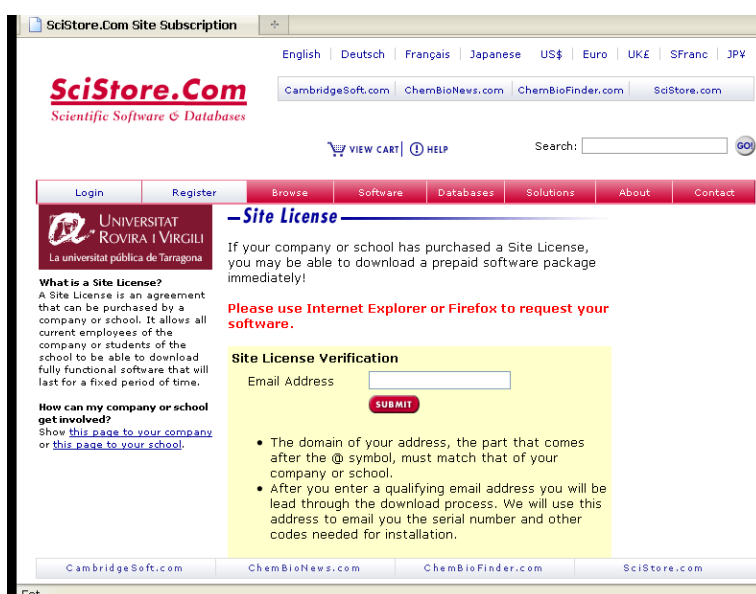 SciStore.Com Site Subscription
English Deutsch Français Japanese US$ Euro UK£ SFranc JP¥
SciStore.Com
Scientific Software & Databases
CambridgeSoft.com ChemBioNews.com ChemBioFinder.com SciStore.com
VIEW CART HELP Search: GO!
Login Register Browse Software Databases Solutions About Contact
UNIVERSITAT
ROVIRA I VIRGILI
La universitat pública de Tarragona
What is a Site License?
A Site License is an agreement
that can be purchased by a
company or school. It allows all
current employees of the
company or students of the
school to be able to download
fully functional software that will
last for a fixed period of time.
How can my company or school
get involved?
Show this page to your company
or this page to your school.
Site License
If your company or school has purchased a Site License,
you may be able to download a prepaid software package
immediately!
Please use Internet Explorer or Firefox to request your
software.
Site License Verification
Email Address
SUBMIT
• The domain of your address, the part that comes
after the @ symbol, must match that of your
company or school.
• After you enter a qualifying email address you will be
lead through the download process. We will use this
address to email you the serial number and other
codes needed for installation.
CambridgeSoft.com ChemBioNews.com ChemBioFinder.com SciStore.com